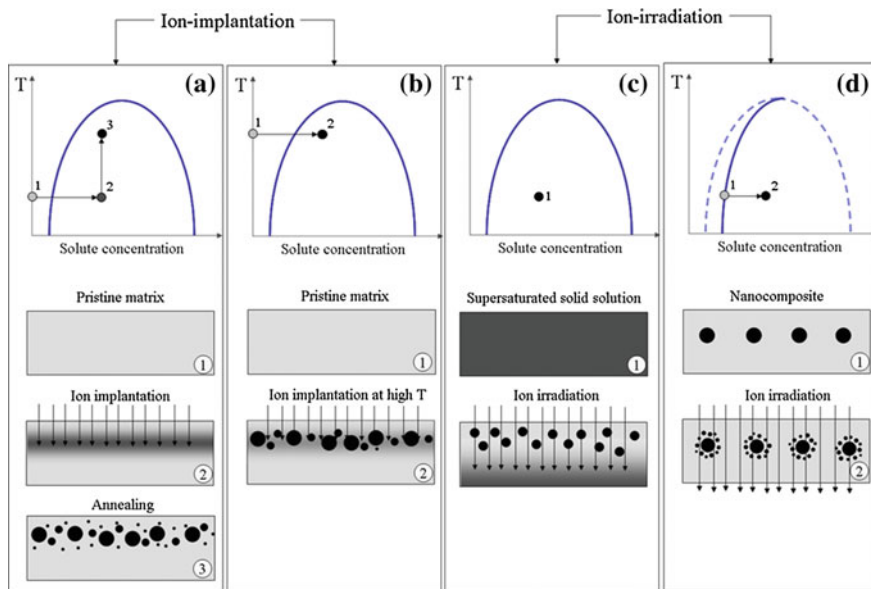 Ion-implantation
Ion-irradiation
(a)
T
3
1
2
Solute concentration
Pristine matrix
1
Ion implantation
2
Annealing
3
(b)
T
1
2
Solute concentration
Pristine matrix
1
Ion implantation at high T
2
(c)
T
1
Solute concentration
Supersaturated solid solution
1
Ion irradiation
2
(d)
T
1
2
Solute concentration
Nanocomposite
1
Ion irradiation
2